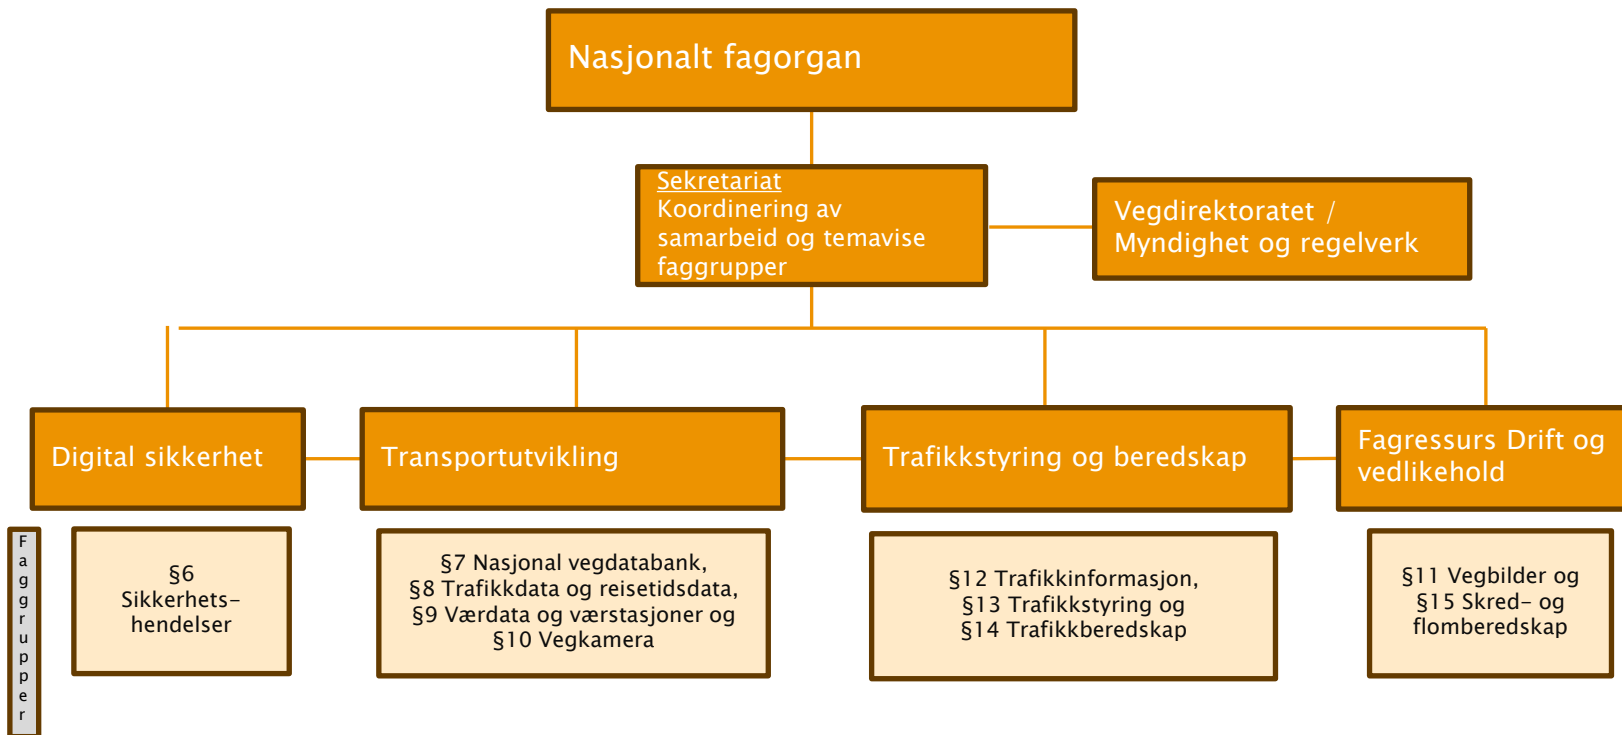 Nasjonalt fagorgan
Sekretariat
Koordinering av
samarbeid og temavise
faggrupper
Vegdirektoratet /
Myndighet og regelverk
Digital sikkerhet
Transportutvikling
Trafikkstyring og beredskap
Fagressurs Drift og
vedlikehold
Faggrupper
§6
Sikkerhets-
hendelser
§7 Nasjonal vegdatabank,
§8 Trafikkdata og reisetidsdata,
§9 Værdata og værstasjoner og
§10 Vegkamera
§12 Trafikkinformasjon,
§13 Trafikkstyring og
§14 Trafikkberedskap
§11 Vegbilder og
§15 Skred- og
flomberedskap